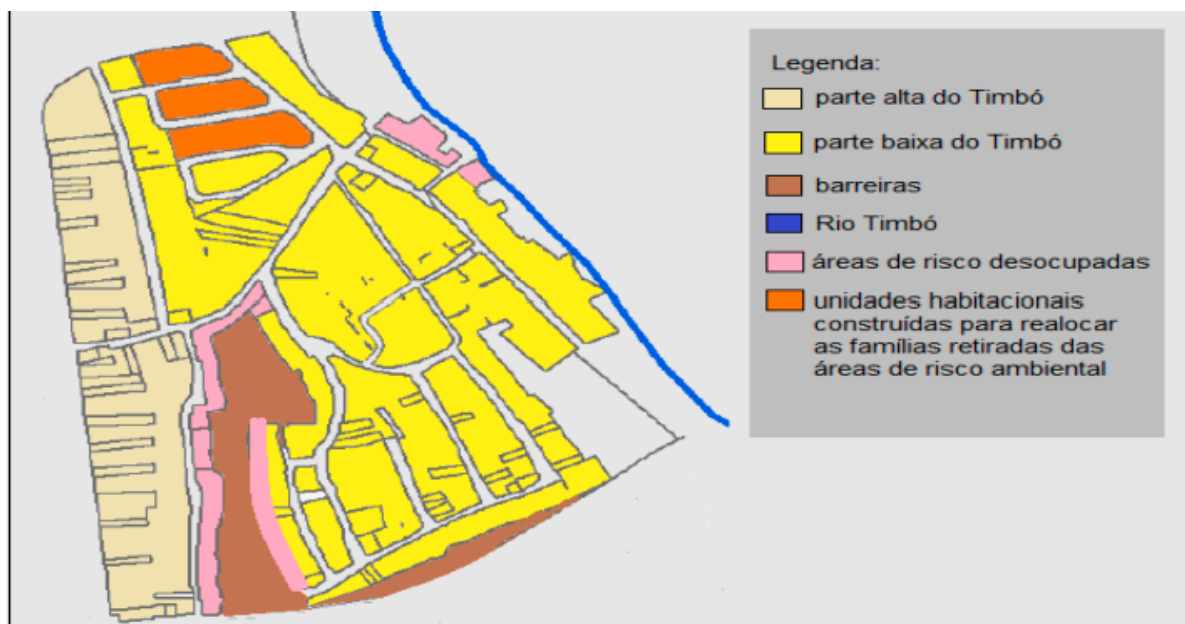 Legenda:
parte alta do Timbó
parte baixa do Timbó
barreiras
Rio Timbó
áreas de risco desocupadas
unidades habitacionais
construídas para realocar
as famílias retiradas das
áreas de risco ambiental